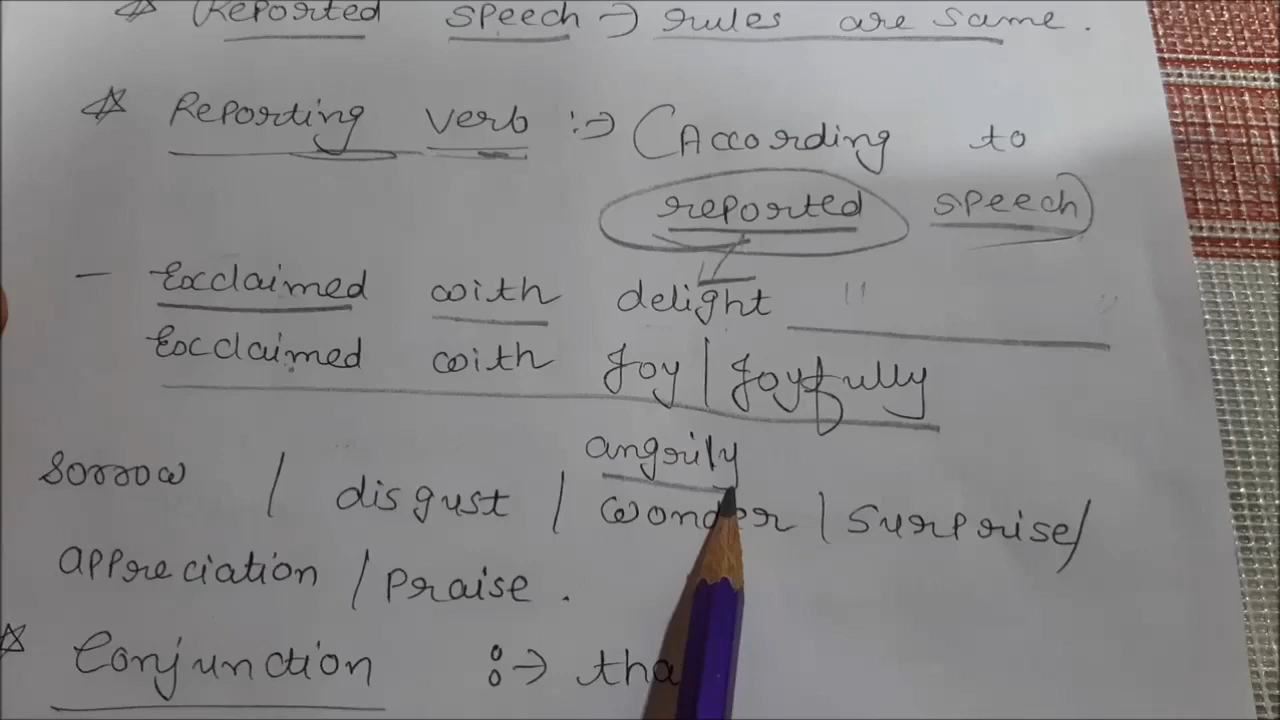 ☆ Reported speech → rules are same.
☆ Reporting verb :→ (According to
reported speech)
— Exclaimed with delight " "
Exclaimed with Joy | Joyfully
angrily
sorrow / disgust / wonder | surprise/
appreciation / praise.
☆ Conjunction :→ tha